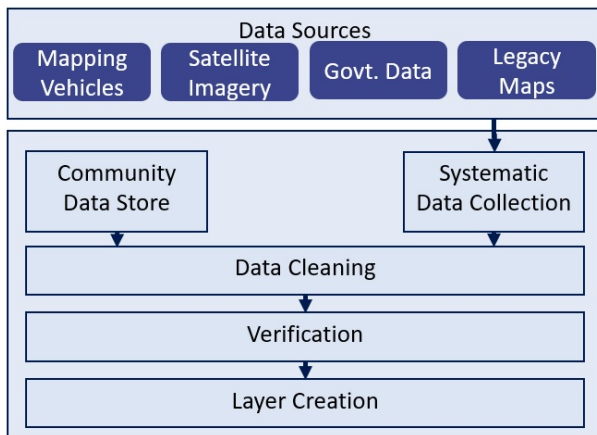 Data Sources
Mapping
Vehicles
Satellite
Imagery
Govt. Data
Legacy
Maps
Community
Data Store
Systematic
Data Collection
Data Cleaning
Verification
Layer Creation